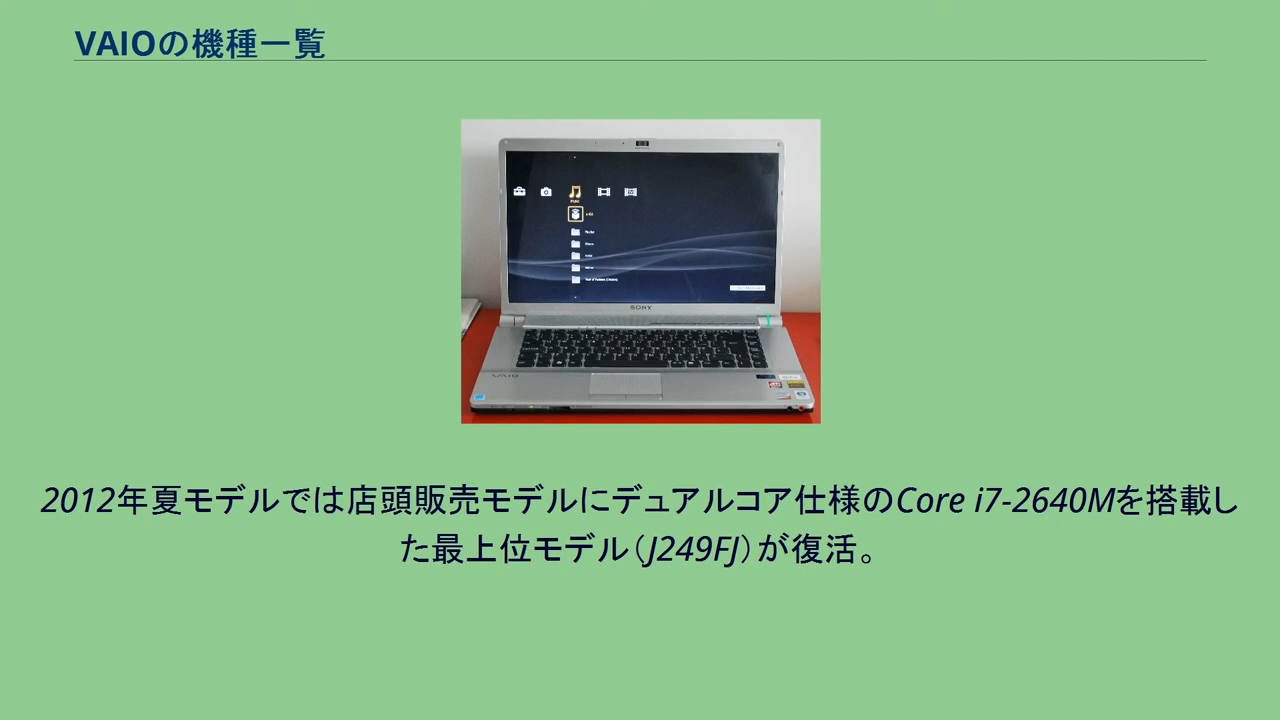 VAIOの機種一覧
SONY
VAIO
2012年夏モデルでは店頭販売モデルにデュアルコア仕様のCore i7-2640Mを搭載し
た最上位モデル（J249FJ）が復活。